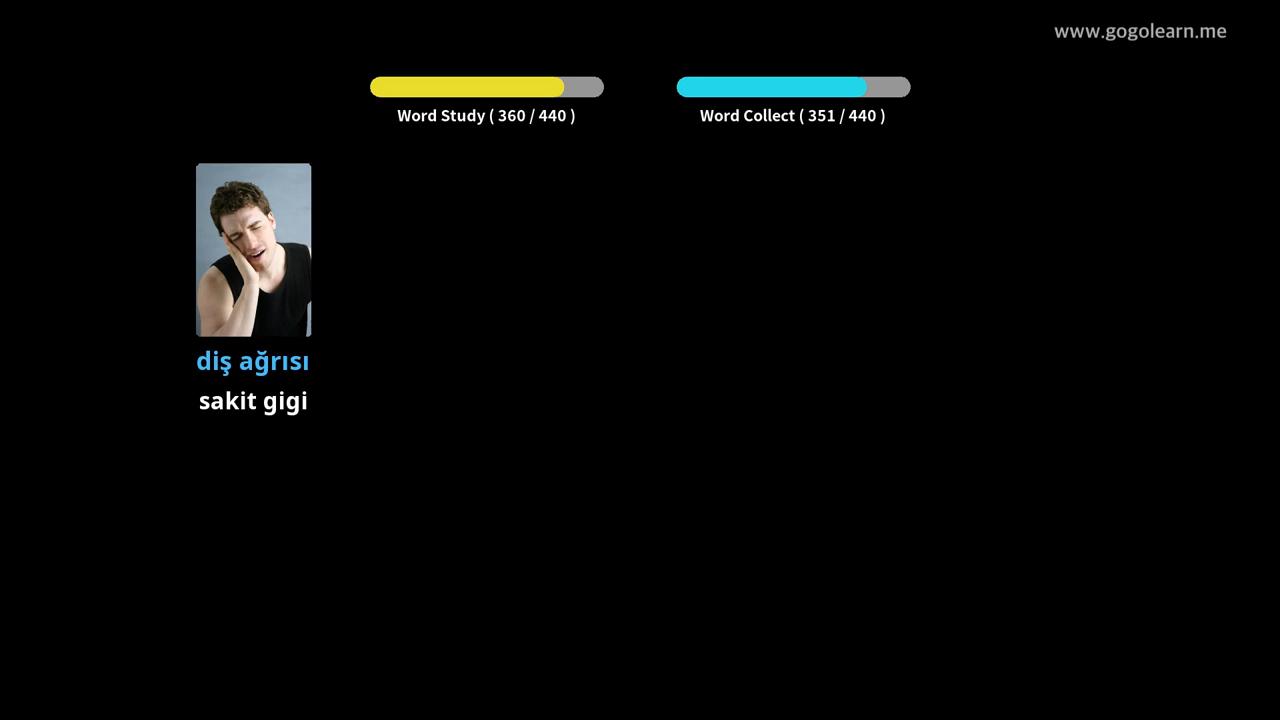 www.gogolearn.me
Word Study ( 360 / 440 )
Word Collect ( 351 / 440 )
diş ağrısı
sakit gigi